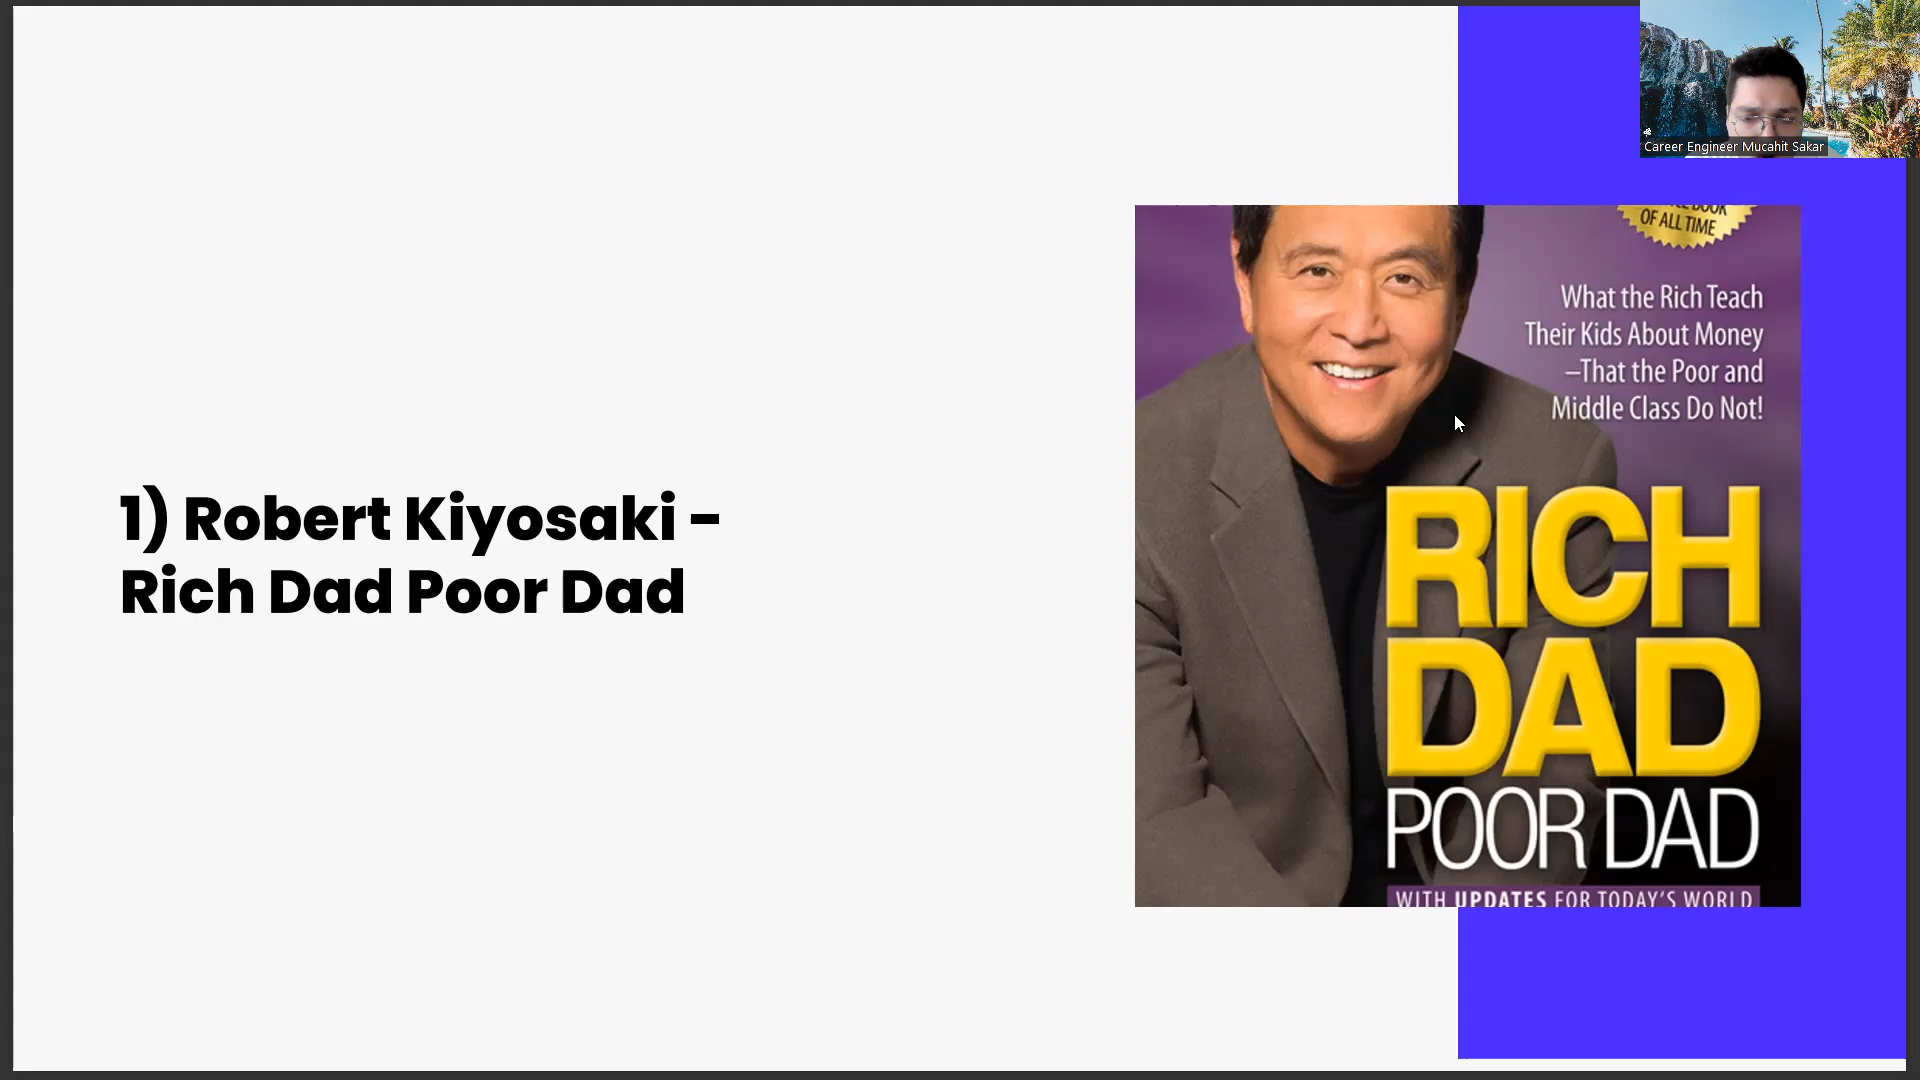 Career Engineer Mucahit Sakar
1) Robert Kiyosaki -
Rich Dad Poor Dad
BOOK
OF ALL TIME
What the Rich Teach
Their Kids About Money
–That the Poor and
Middle Class Do Not!
RICH
DAD
POOR DAD
WITH UPDATES FOR TODAY'S WORLD